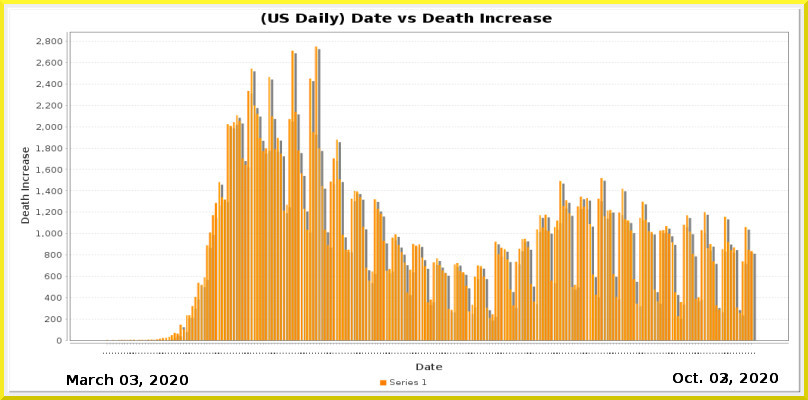 (US Daily) Date vs Death Increase
2,800
2,600
2,400
2,200
2,000
1,800
1,600
1,400
1,200
1,000
800
600
400
200
0
Death Increase
Date
March 03, 2020
Series 1
Oct. 2020